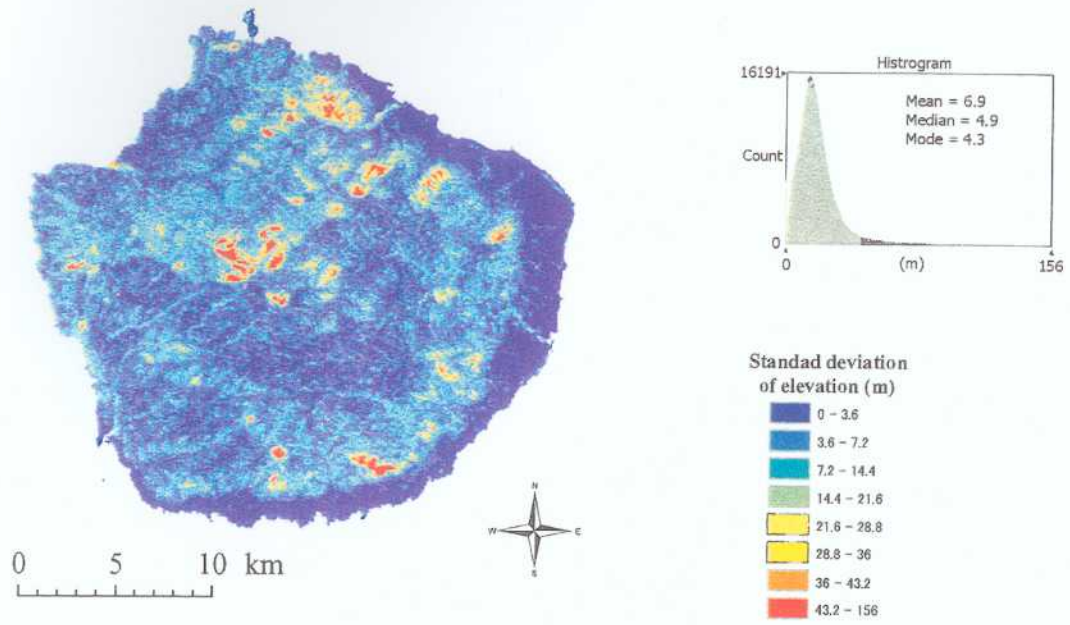 Histrogram
16191
Mean = 6.9
Median = 4.9
Mode = 4.3
Count
0
0
(m)
156
Standad deviation
of elevation (m)
0 – 3.6
3.6 – 7.2
7.2 – 14.4
14.4 – 21.6
21.6 – 28.8
28.8 – 36
36 – 43.2
43.2 – 156
N
W E
S
0 5 10 km